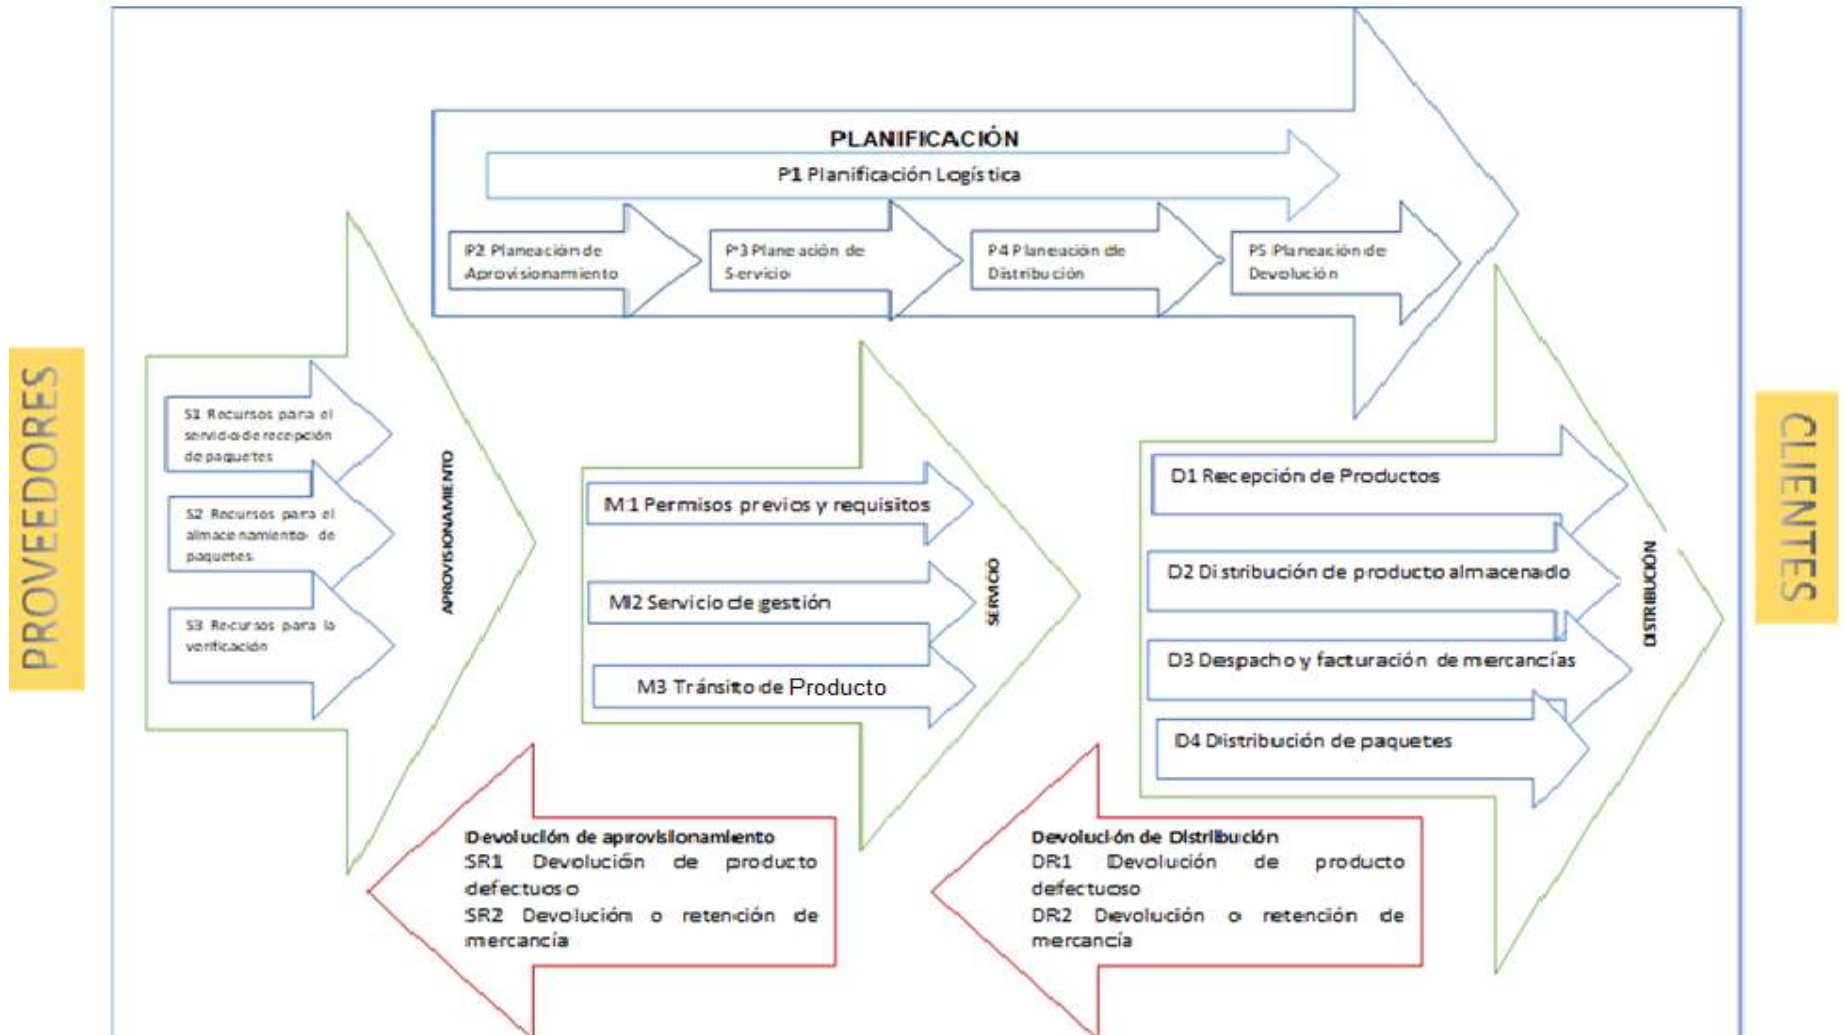 PROVEEDORES
PLANIFICACIÓN
P1 Planificación Logística
P2 Planeación de
Aprovisionamiento
P3 Planeación de
Servicio
P4 Planeación de
Distribución
P5 Planeación de
Devolución
S1 Recursos para el
servicio de recepción
de paquetes
S2 Recursos para el
almacenamiento de
paquetes.
S3 Recursos para la
verificación
APROVISIONAMIENTO
M1 Permisos previos y requisitos
M2 Servicio de gestión
M3 Tránsito de Producto
SERVICIO
D1 Recepción de Productos
D2 Distribución de producto almacenado
D3 Despacho y facturación de mercancías
D4 Distribución de paquetes
DISTRIBUCIÓN
CLIENTES
Devolución de aprovisionamiento
SR1 Devolución de producto
defectuoso
SR2 Devolución o retención de
mercancía
Devolución de Distribución
DR1 Devolución de producto
defectuoso
DR2 Devolución o retención de
mercancía